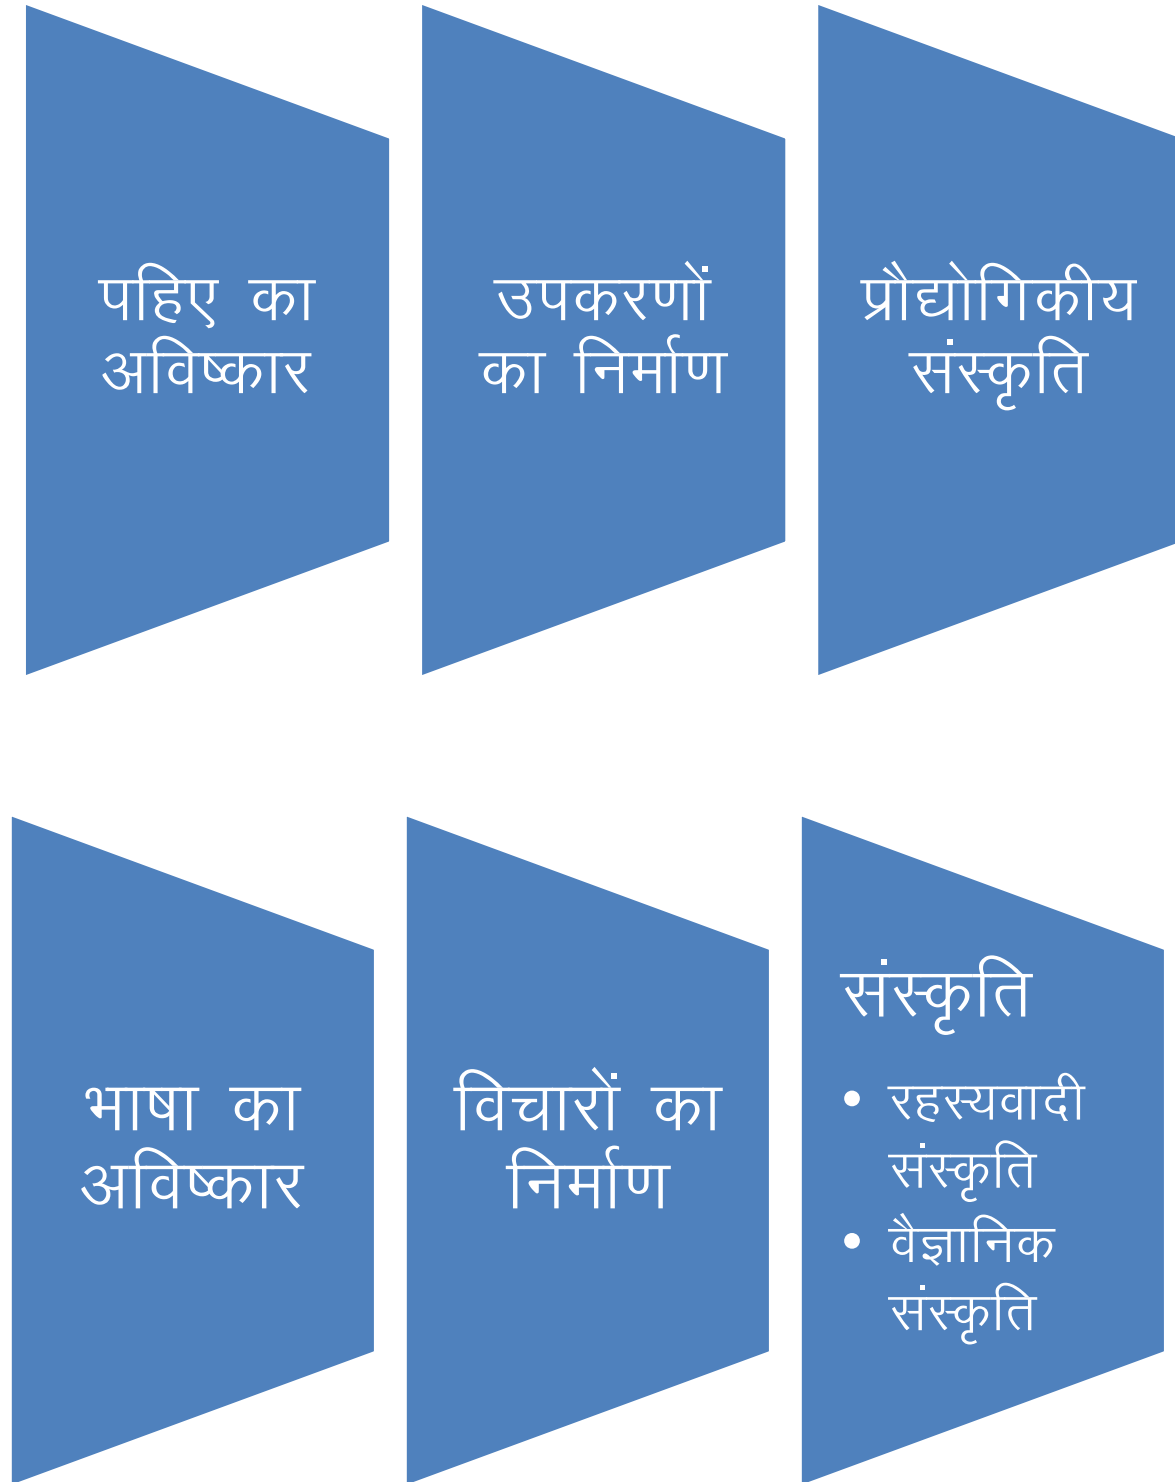 पहिए का
अविष्कार
उपकरणों
का निर्माण
प्रौद्योगिकीय
संस्कृति
भाषा का
अविष्कार
विचारों का
निर्माण
संस्कृति
• रहस्यवादी
संस्कृति
• वैज्ञानिक
संस्कृति